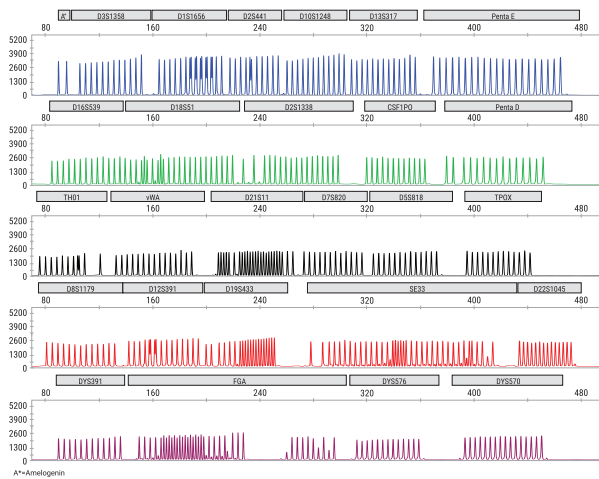 A* D3S1358 D1S1656 D2S441 D10S1248 D13S317 Penta E
80 160 240 320 400 480
5200
3900
2600
1300
0
D16S539 D18S51 D2S1338 CSF1PO Penta D
80 160 240 320 400 480
5200
3900
2600
1300
0
TH01 vWA D21S11 D7S820 D5S818 TPOX
80 160 240 320 400 480
5200
3900
2600
1300
0
D8S1179 D12S391 D19S433 SE33 D22S1045
80 160 240 320 400 480
5200
3900
2600
1300
0
DYS391 FGA DYS576 DYS570
80 160 240 320 400 480
5200
3900
2600
1300
0
A*=Amelogenin